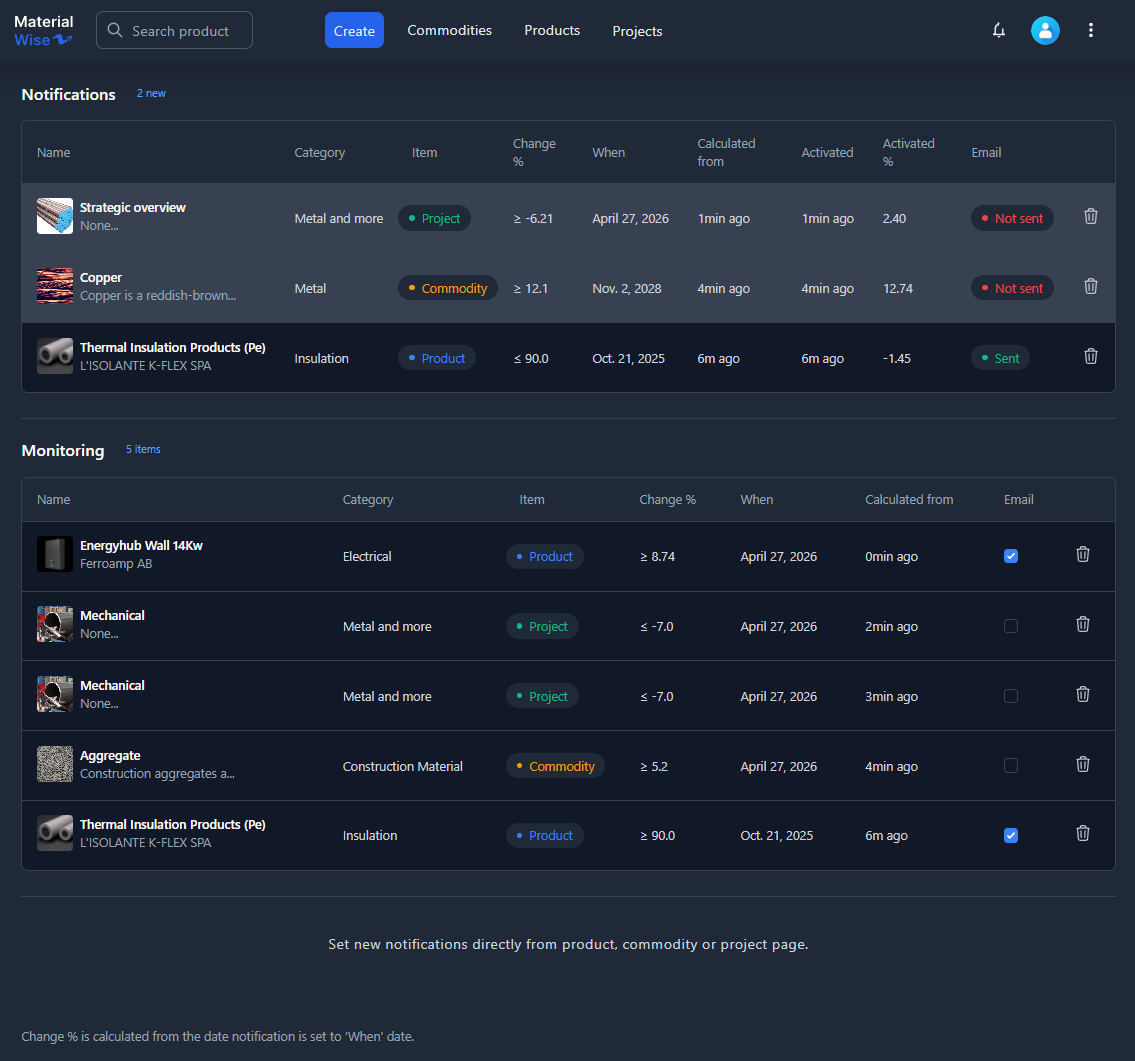 Material
Wise
Search product
Create
Commodities
Products
Projects
Notifications
2 new
Name
Category
Item
Change
%
When
Calculated
from
Activated
Activated
%
Email
Strategic overview
None...
Metal and more
Project
≥ -6.21
April 27, 2026
1min ago
1min ago
2.40
Not sent
Copper
Copper is a reddish-brown...
Metal
Commodity
≥ 12.1
Nov. 2, 2028
4min ago
4min ago
12.74
Not sent
Thermal Insulation Products (Pe)
L'ISOLANTE K-FLEX SPA
Insulation
Product
≤ 90.0
Oct. 21, 2025
6m ago
6m ago
-1.45
Sent
Monitoring
5 items
Name
Category
Item
Change %
When
Calculated from
Email
Energyhub Wall 14Kw
Ferroamp AB
Electrical
Product
≥ 8.74
April 27, 2026
0min ago
Mechanical
None...
Metal and more
Project
≤ -7.0
April 27, 2026
2min ago
Mechanical
None...
Metal and more
Project
≤ -7.0
April 27, 2026
3min ago
Aggregate
Construction aggregates a...
Construction Material
Commodity
≥ 5.2
April 27, 2026
4min ago
Thermal Insulation Products (Pe)
L'ISOLANTE K-FLEX SPA
Insulation
Product
≥ 90.0
Oct. 21, 2025
6m ago
Set new notifications directly from product, commodity or project page.
Change % is calculated from the date notification is set to 'When' date.